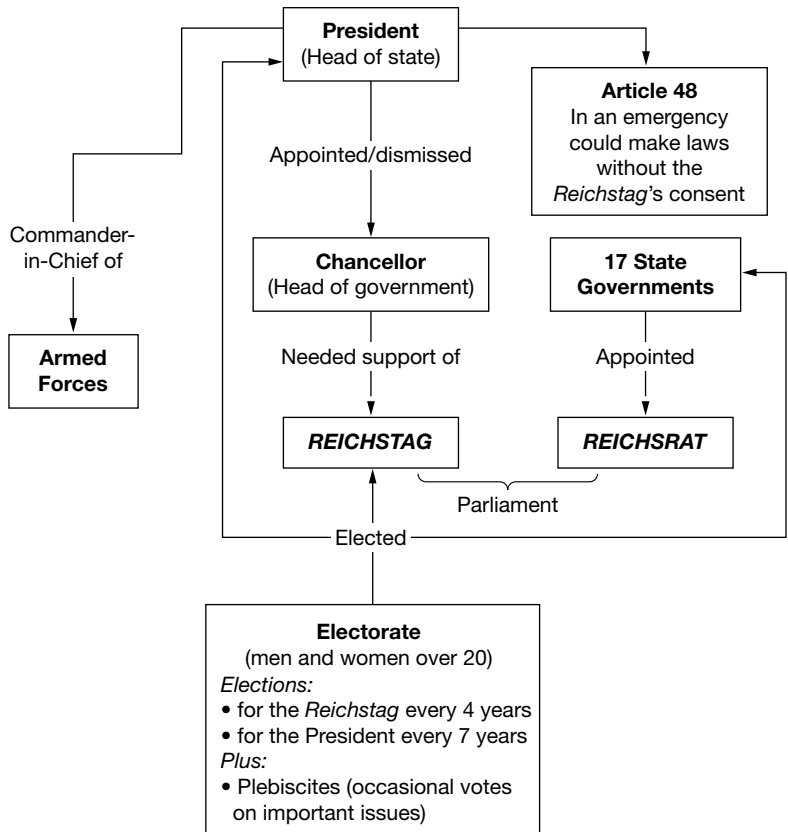 President
(Head of state)
Article 48
In an emergency
could make laws
without the
Reichstag’s consent
Appointed/dismissed
Commander-
in-Chief of
Chancellor
(Head of government)
17 State
Governments
Armed
Forces
Needed support of
Appointed
REICHSTAG
REICHSRAT
Parliament
Elected
Electorate
(men and women over 20)
Elections:
• for the Reichstag every 4 years
• for the President every 7 years
Plus:
• Plebiscites (occasional votes
on important issues)